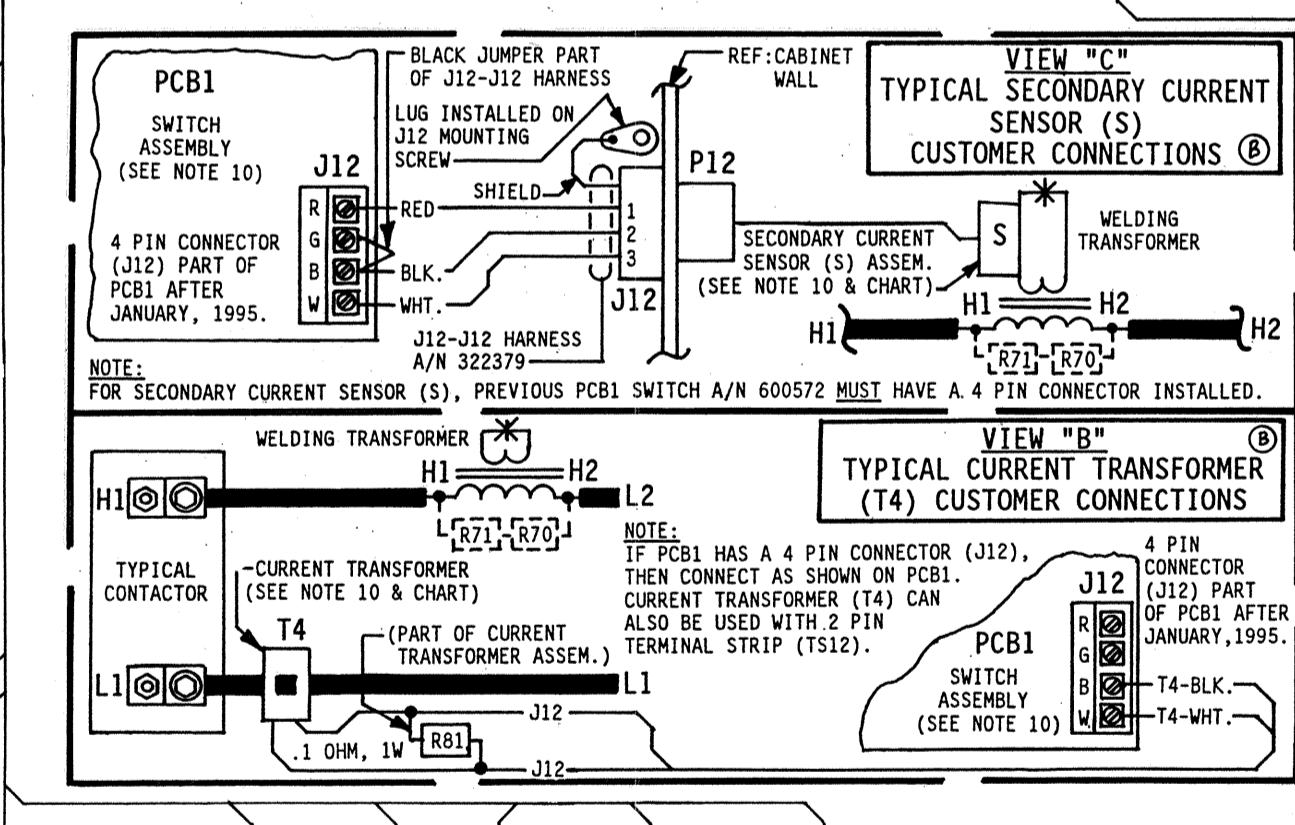 PCB1
SWITCH
ASSEMBLY
(SEE NOTE 10)
4 PIN CONNECTOR
(J12) PART OF
PCB1 AFTER
JANUARY, 1995.
J12
R
G
B
W
BLACK JUMPER PART
OF J12-J12 HARNESS
LUG INSTALLED ON
J12 MOUNTING
SCREW
SHIELD
RED
BLK.
WHT.
J12-J12 HARNESS
A/N 322379
1
2
3
J12
P12
REF:CABINET
WALL
VIEW "C"
TYPICAL SECONDARY CURRENT
SENSOR (S)
CUSTOMER CONNECTIONS B
SECONDARY CURRENT
SENSOR (S) ASSEM.
(SEE NOTE 10 & CHART)
S
WELDING
TRANSFORMER
H1 H2
H1
H2
R71 R70
NOTE:
FOR SECONDARY CURRENT SENSOR (S), PREVIOUS PCB1 SWITCH A/N 600572 MUST HAVE A 4 PIN CONNECTOR INSTALLED.
WELDING TRANSFORMER
H1 H2
H1
L2
R71 R70
TYPICAL
CONTACTOR
CURRENT TRANSFORMER
(SEE NOTE 10 & CHART)
T4
(PART OF CURRENT
TRANSFORMER ASSEM.)
L1
L1
J12
.1 OHM, 1W
R81
J12
VIEW "B" B
TYPICAL CURRENT TRANSFORMER
(T4) CUSTOMER CONNECTIONS
NOTE:
IF PCB1 HAS A 4 PIN CONNECTOR (J12),
THEN CONNECT AS SHOWN ON PCB1.
CURRENT TRANSFORMER (T4) CAN
ALSO BE USED WITH 2 PIN
TERMINAL STRIP (TS12).
PCB1
SWITCH
ASSEMBLY
(SEE NOTE 10)
J12
R
G
B
W
4 PIN
CONNECTOR
(J12) PART
OF PCB1 AFTER
JANUARY,1995.
T4-BLK.
T4-WHT.